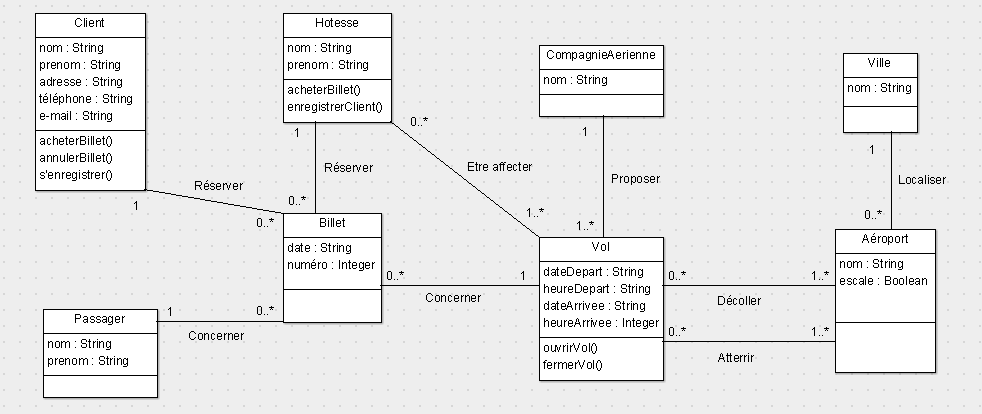 Client
nom : String
prenom : String
adresse : String
téléphone : String
e-mail : String
acheterBillet()
annulerBillet()
s'enregistrer()
Hotesse
nom : String
prenom : String
acheterBillet()
enregistrerClient()
CompagnieAerienne
nom : String
Ville
nom : String
1
0..*
1
1
Réserver
Etre affecter
Proposer
Localiser
Réserver
1
0..*
0..*
1..*
1..*
0..*
Billet
date : String
numéro : Integer
Vol
dateDepart : String
heureDepart : String
dateArrivee : String
heureArrivee : Integer
ouvrirVol()
fermerVol()
Aéroport
nom : String
escale : Boolean
0..*
1
Concerner
0..*
1..*
Décoller
0..*
1..*
Atterrir
Passager
nom : String
prenom : String
1
0..*
Concerner